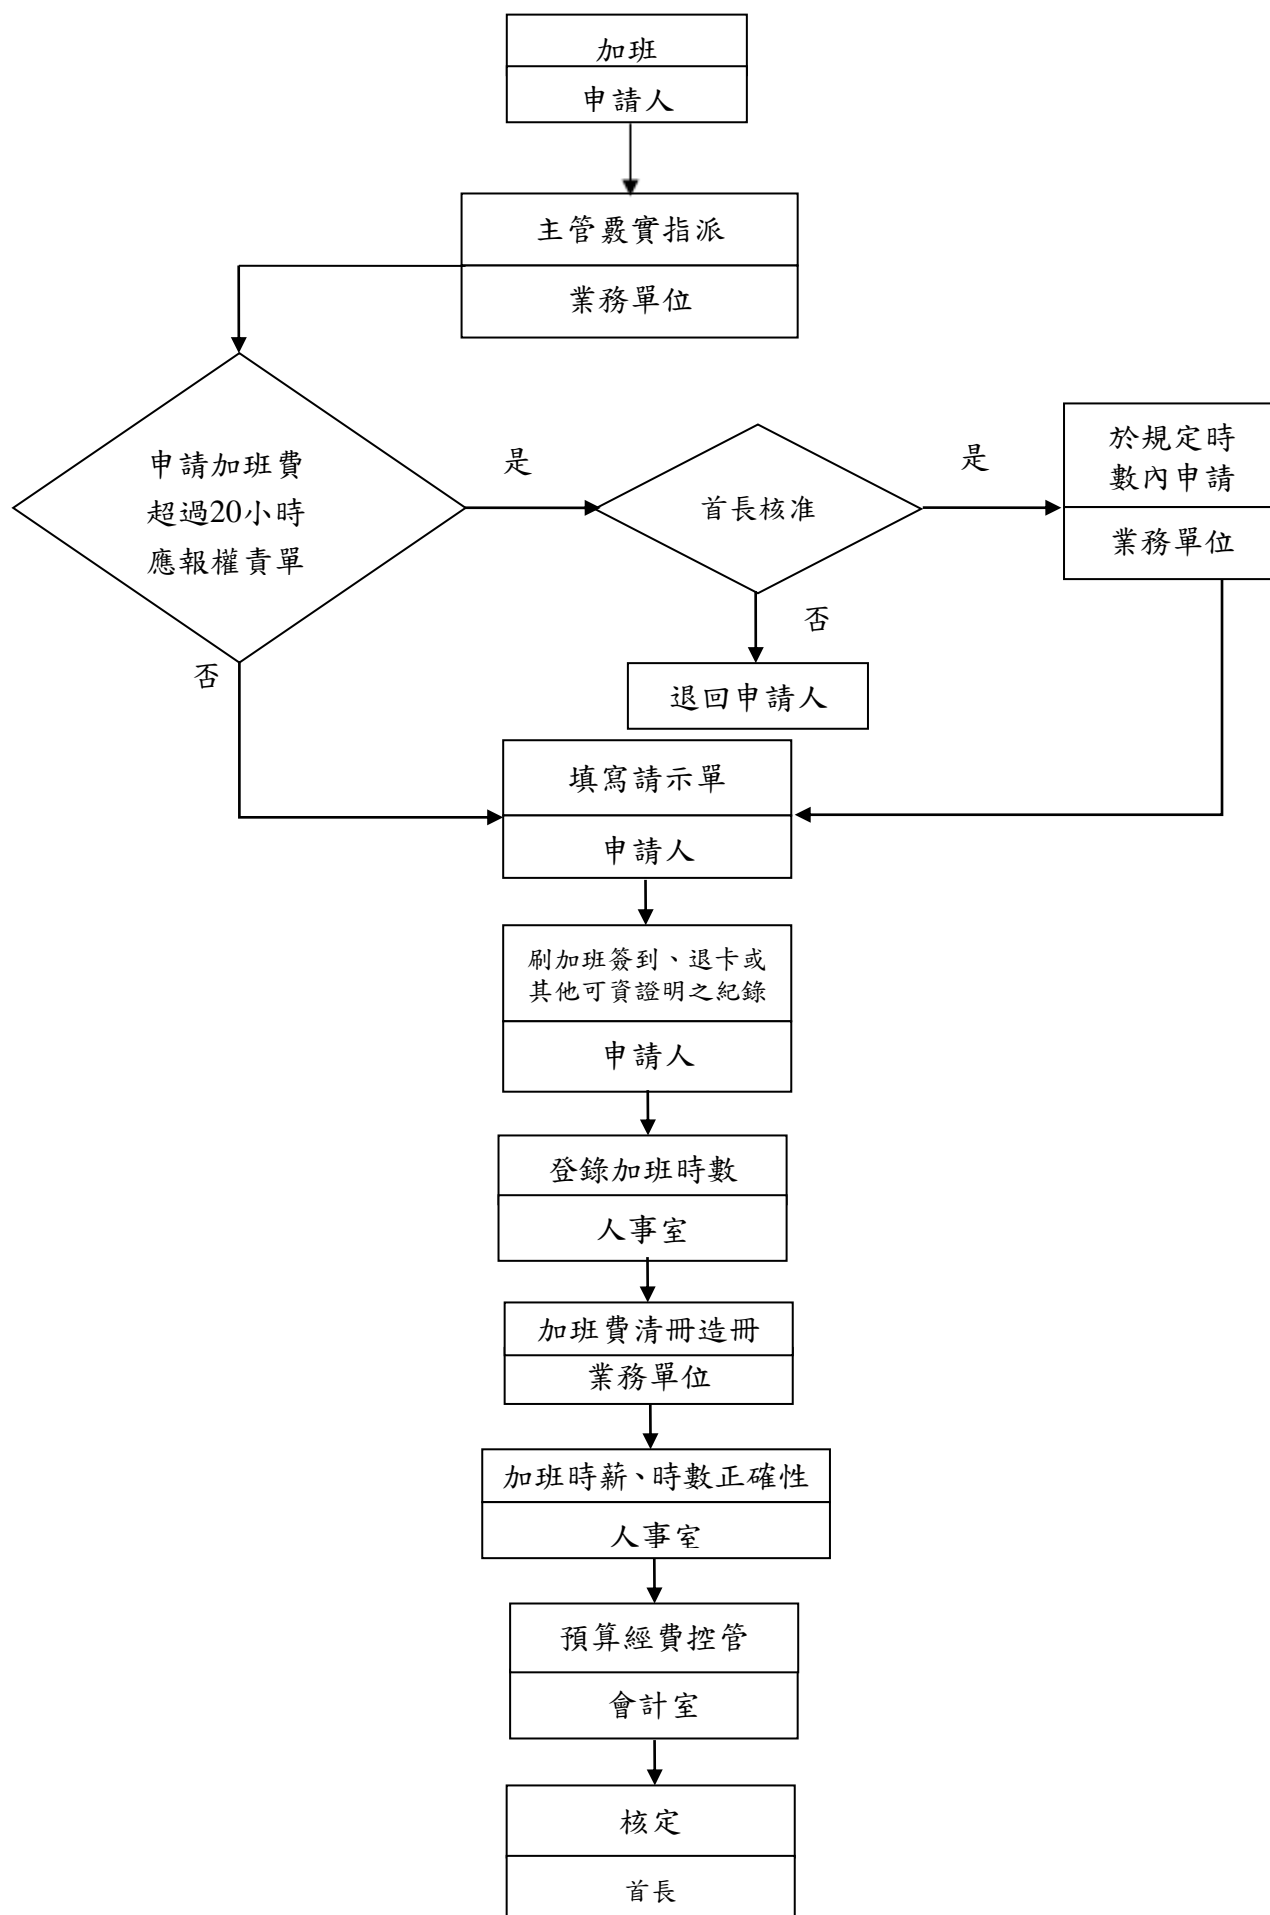 加班
申請人
主管覈實指派
業務單位
申請加班費
超過20小時
應報權責單
是
首長核准
是
於規定時
數內申請
業務單位
否
否
退回申請人
填寫請示單
申請人
刷加班簽到、退卡或
其他可資證明之紀錄
申請人
登錄加班時數
人事室
加班費清冊造冊
業務單位
加班時薪、時數正確性
人事室
預算經費控管
會計室
核定
首長